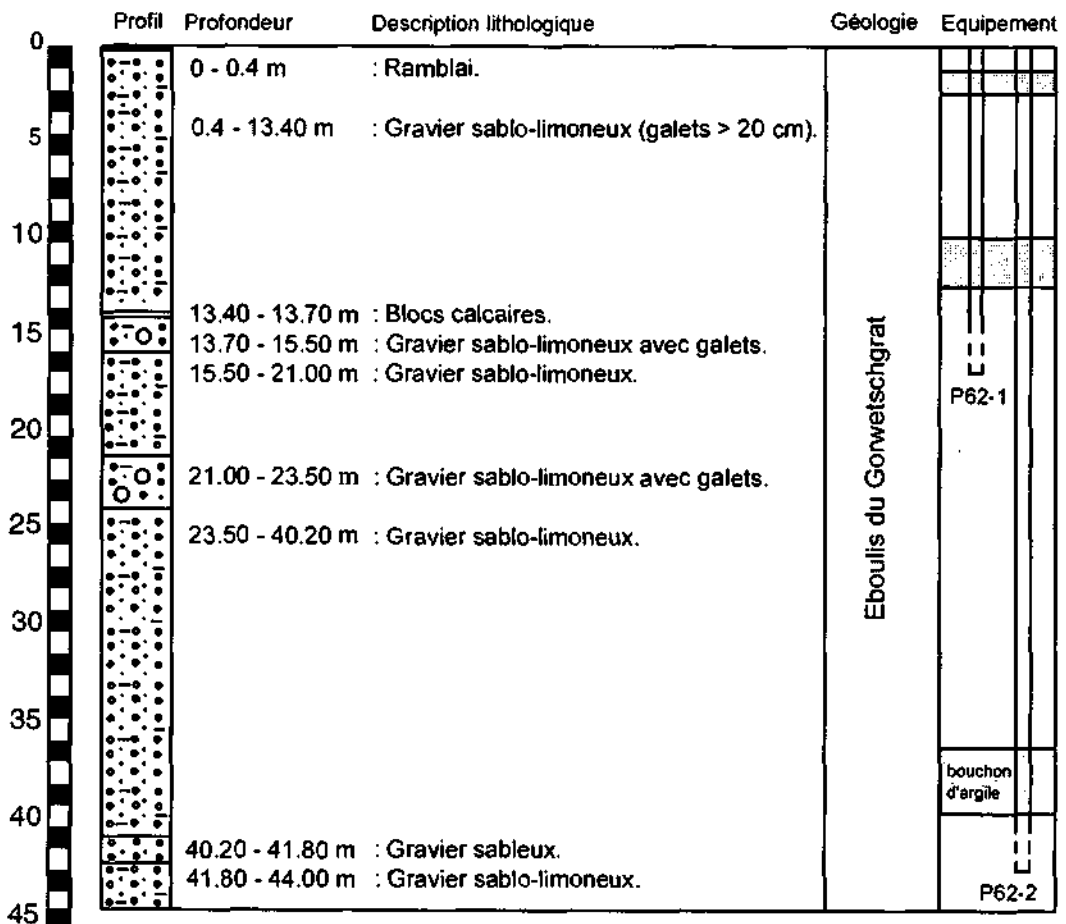 Profil Profondeur Description lithologique Géologie Equipement
0
0 - 0.4 m : Ramblai.
0.4 - 13.40 m : Gravier sablo-limoneux (galets > 20 cm).
5
10
13.40 - 13.70 m : Blocs calcaires.
15
13.70 - 15.50 m : Gravier sablo-limoneux avec galets.
15.50 - 21.00 m : Gravier sablo-limoneux.
P62-1
20
21.00 - 23.50 m : Gravier sablo-limoneux avec galets.
25
23.50 - 40.20 m : Gravier sablo-limoneux.
Eboulis du Gorwetschgrat
30
35
bouchon
d'argile
40
40.20 - 41.80 m : Gravier sableux.
41.80 - 44.00 m : Gravier sablo-limoneux.
P62-2
45